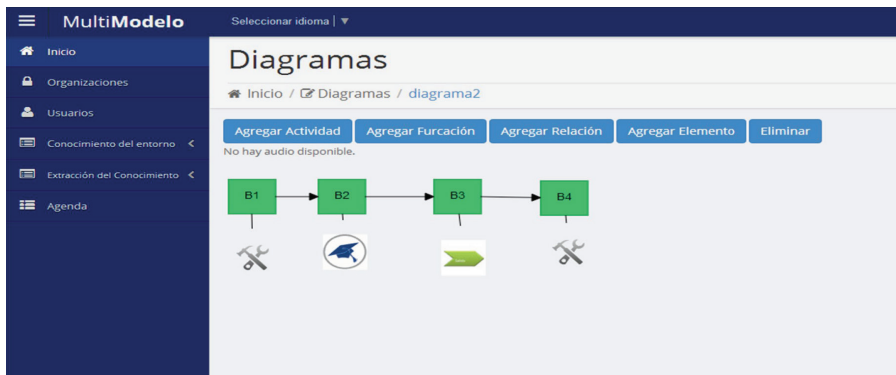 MultiModelo
Seleccionar idioma | ▼
Inicio
Organizaciones
Usuarios
Conocimiento del entorno <
Extracción del Conocimiento <
Agenda
Diagramas
Inicio / Diagramas / diagrama2
Agregar Actividad Agregar Furcación Agregar Relación Agregar Elemento Eliminar
No hay audio disponible.
B1 B2 B3 B4